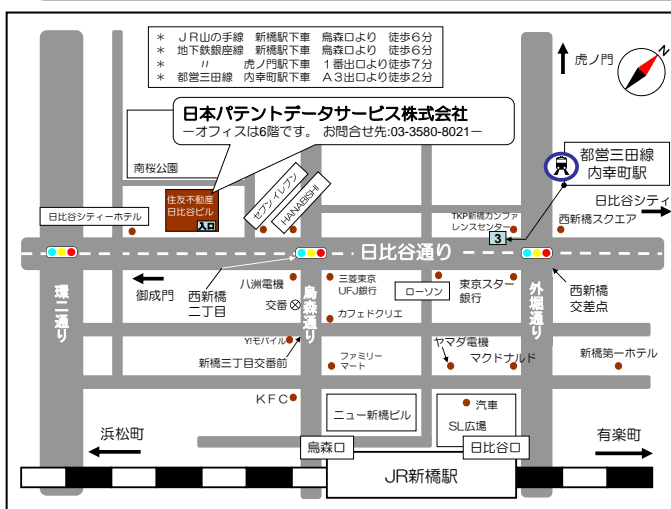 ＊　ＪＲ山の手線　新橋駅下車　烏森口より　徒歩６分
＊　地下鉄銀座線　新橋駅下車　烏森口より　徒歩６分
＊　　　〃　　　虎ノ門駅下車　１番出口より徒歩７分
＊　都営三田線　内幸町駅下車　Ａ３出口より徒歩２分
虎ノ門
N
日本パテントデータサービス株式会社
－オフィスは6階です。 お問合せ先:03-3580-8021－
都営三田線
内幸町駅
南桜公園
日比谷シティ
住友不動産
日比谷ビル
入口
セブンイレブン
HANABISHI
日比谷シティーホテル
TKP新橋カンファ
レンスセンター
西新橋スクエア
3
日比谷通り
御成門
西新橋
二丁目
八洲電機
交番
三菱東京
UFJ銀行
カフェドクリエ
ローソン
東京スター
銀行
西新橋
交差点
環二通り
烏森通り
外堀通り
Y!モバイル
新橋三丁目交番前
ファミリー
マート
ヤマダ電機
マクドナルド
新橋第一ホテル
ＫＦＣ
ニュー新橋ビル
汽車
SL広場
浜松町
有楽町
烏森口
日比谷口
JR新橋駅